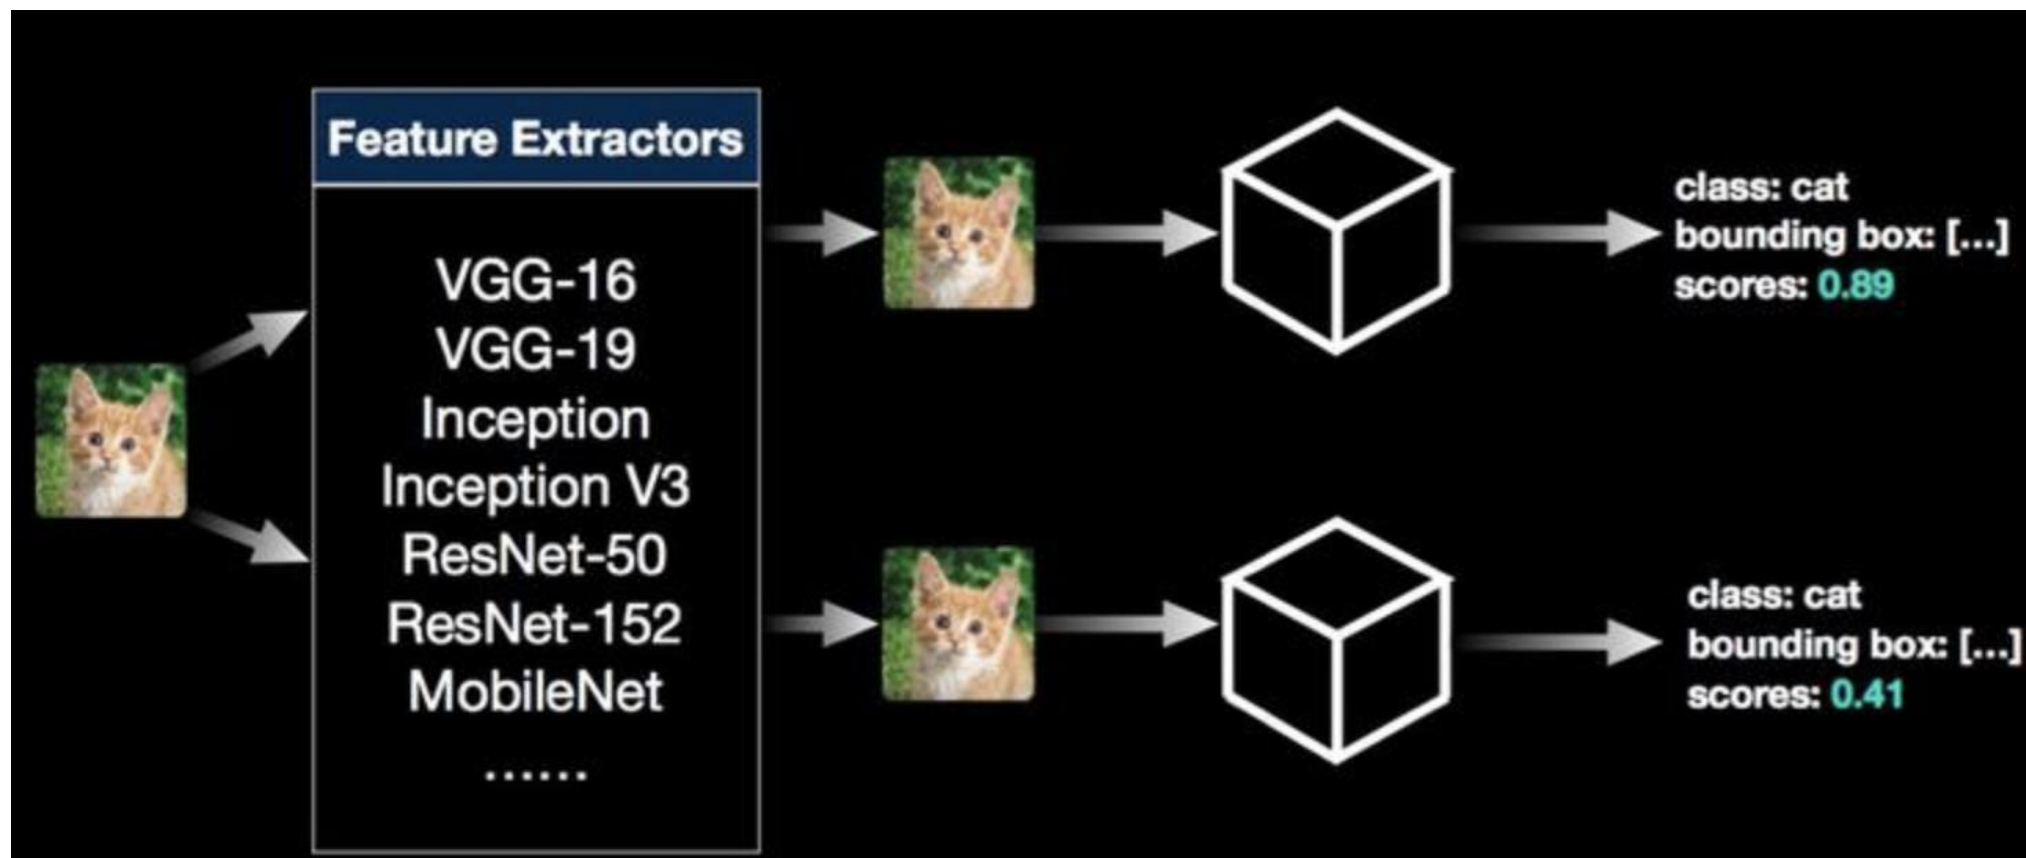 Feature Extractors
VGG-16
VGG-19
Inception
Inception V3
ResNet-50
ResNet-152
MobileNet
......
class: cat
bounding box: [...]
scores: 0.89
class: cat
bounding box: [...]
scores: 0.41